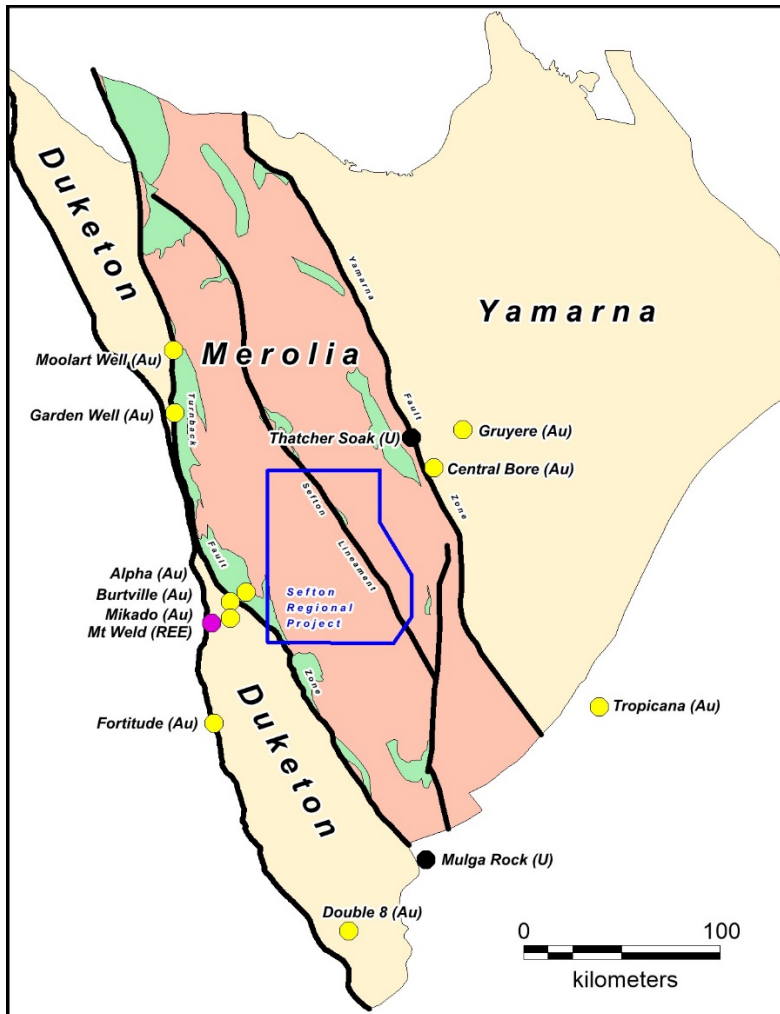 Duketon
Yamarna
Yamarna
Moolart Well (Au)
Merolia
Garden Well (Au)
Turnback
Fault
Thatcher Soak (U)
Gruyere (Au)
Central Bore (Au)
Zone
Sefton
Lineament
Fault
Alpha (Au)
Burtville (Au)
Mikado (Au)
Mt Weld (REE)
Sefton
Regional
Project
Zone
Duketon
Fortitude (Au)
Tropicana (Au)
Mulga Rock (U)
Double 8 (Au)
0 100
kilometers